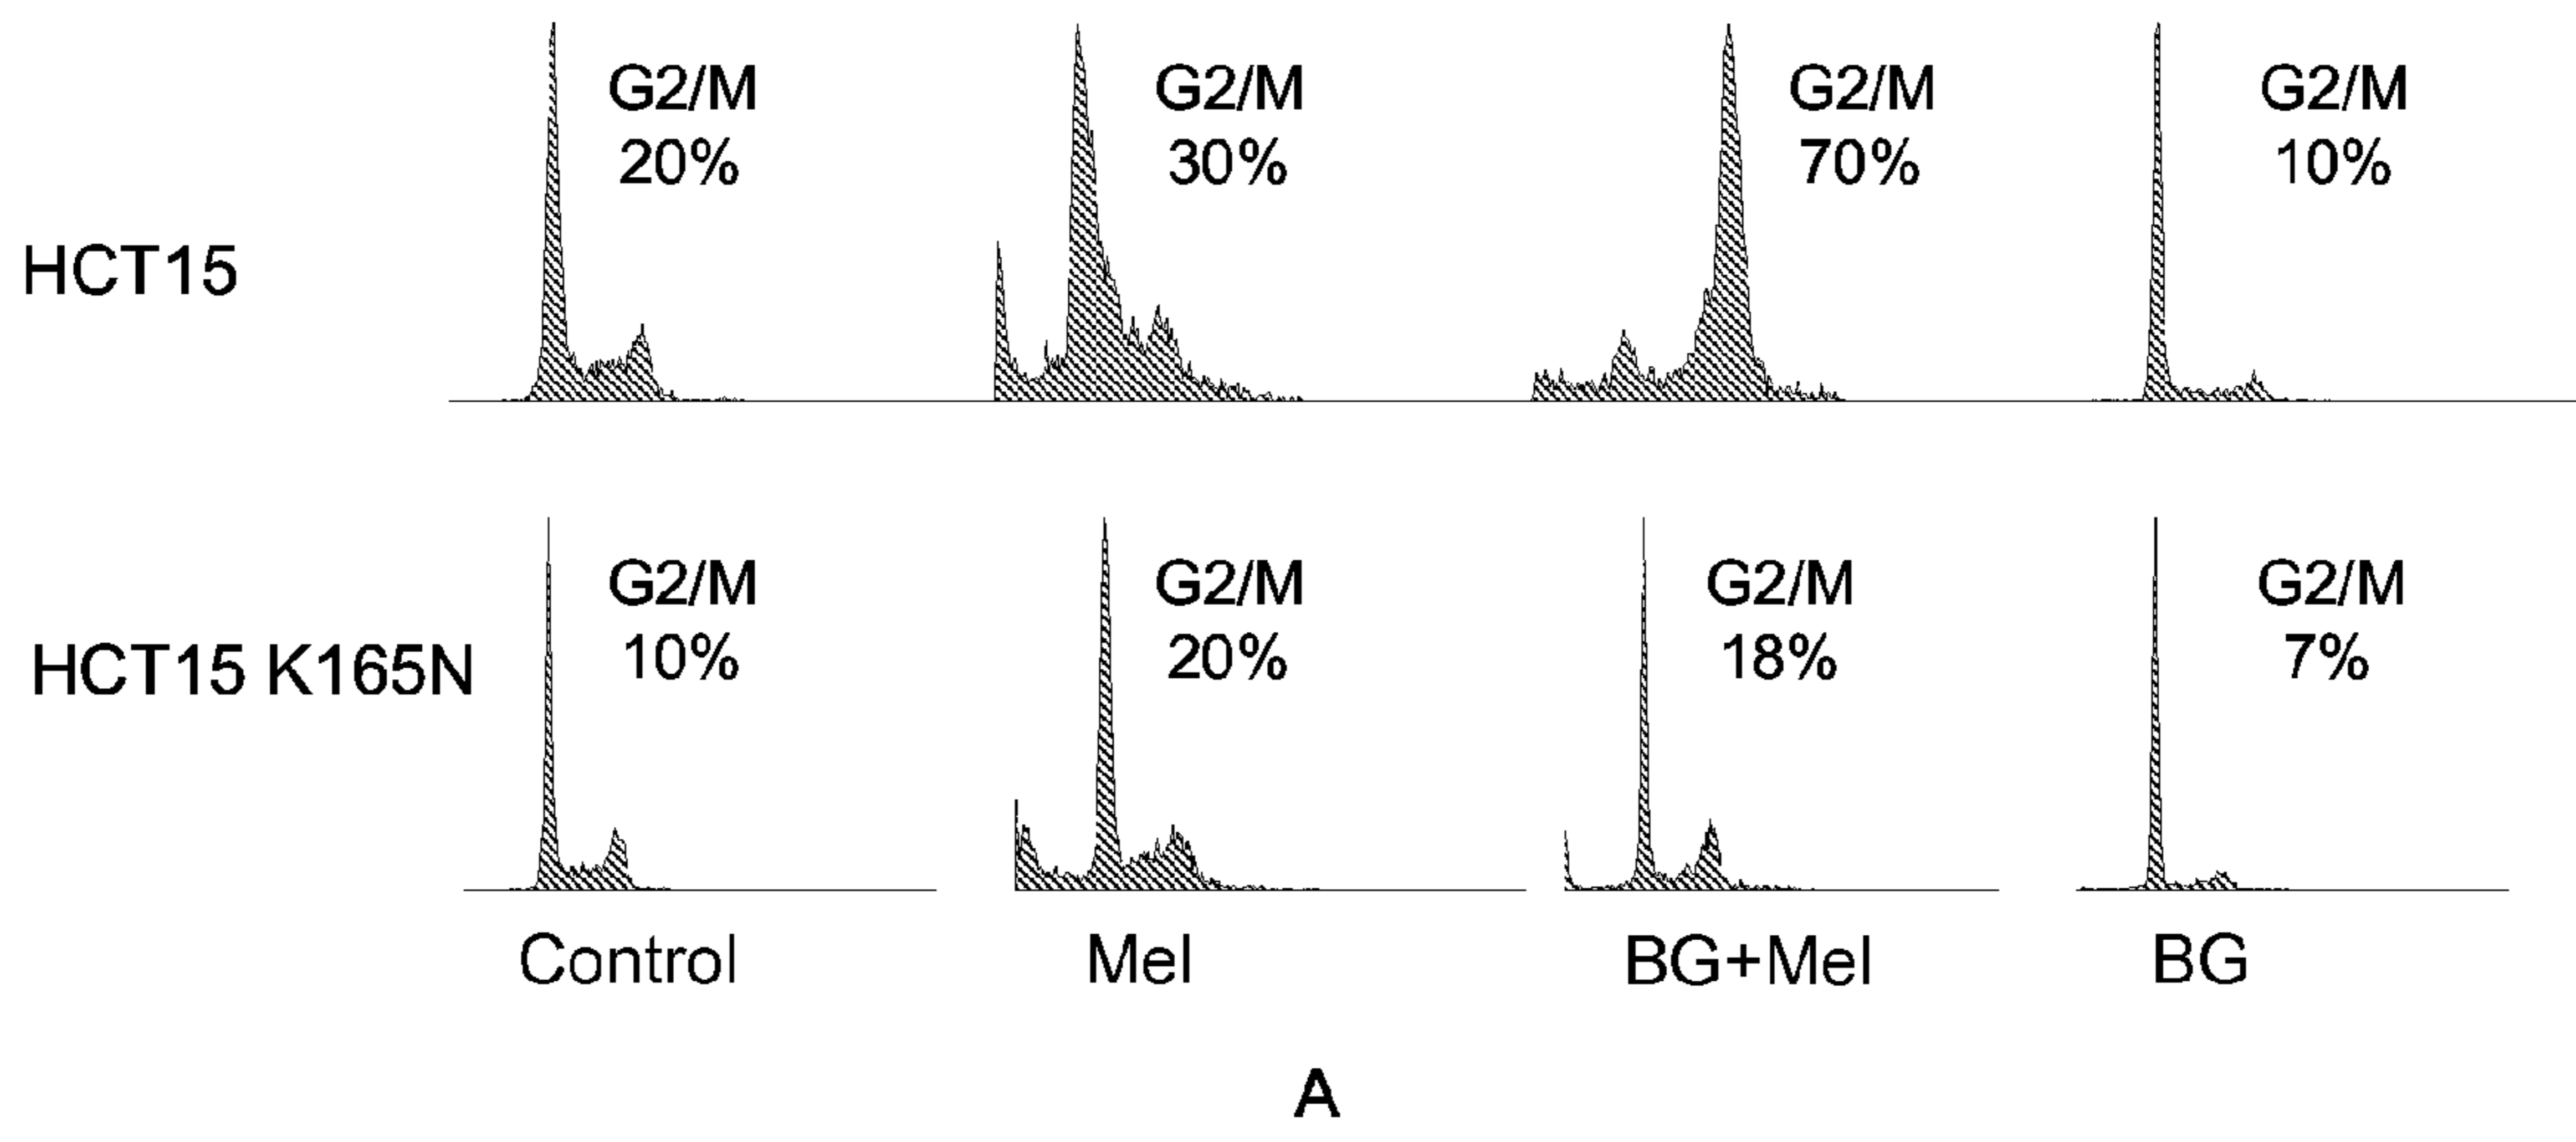 G2/M
20%
G2/M
30%
G2/M
70%
G2/M
10%
HCT15
G2/M
10%
G2/M
20%
G2/M
18%
G2/M
7%
HCT15 K165N
Control
Mel
BG+Mel
BG
A